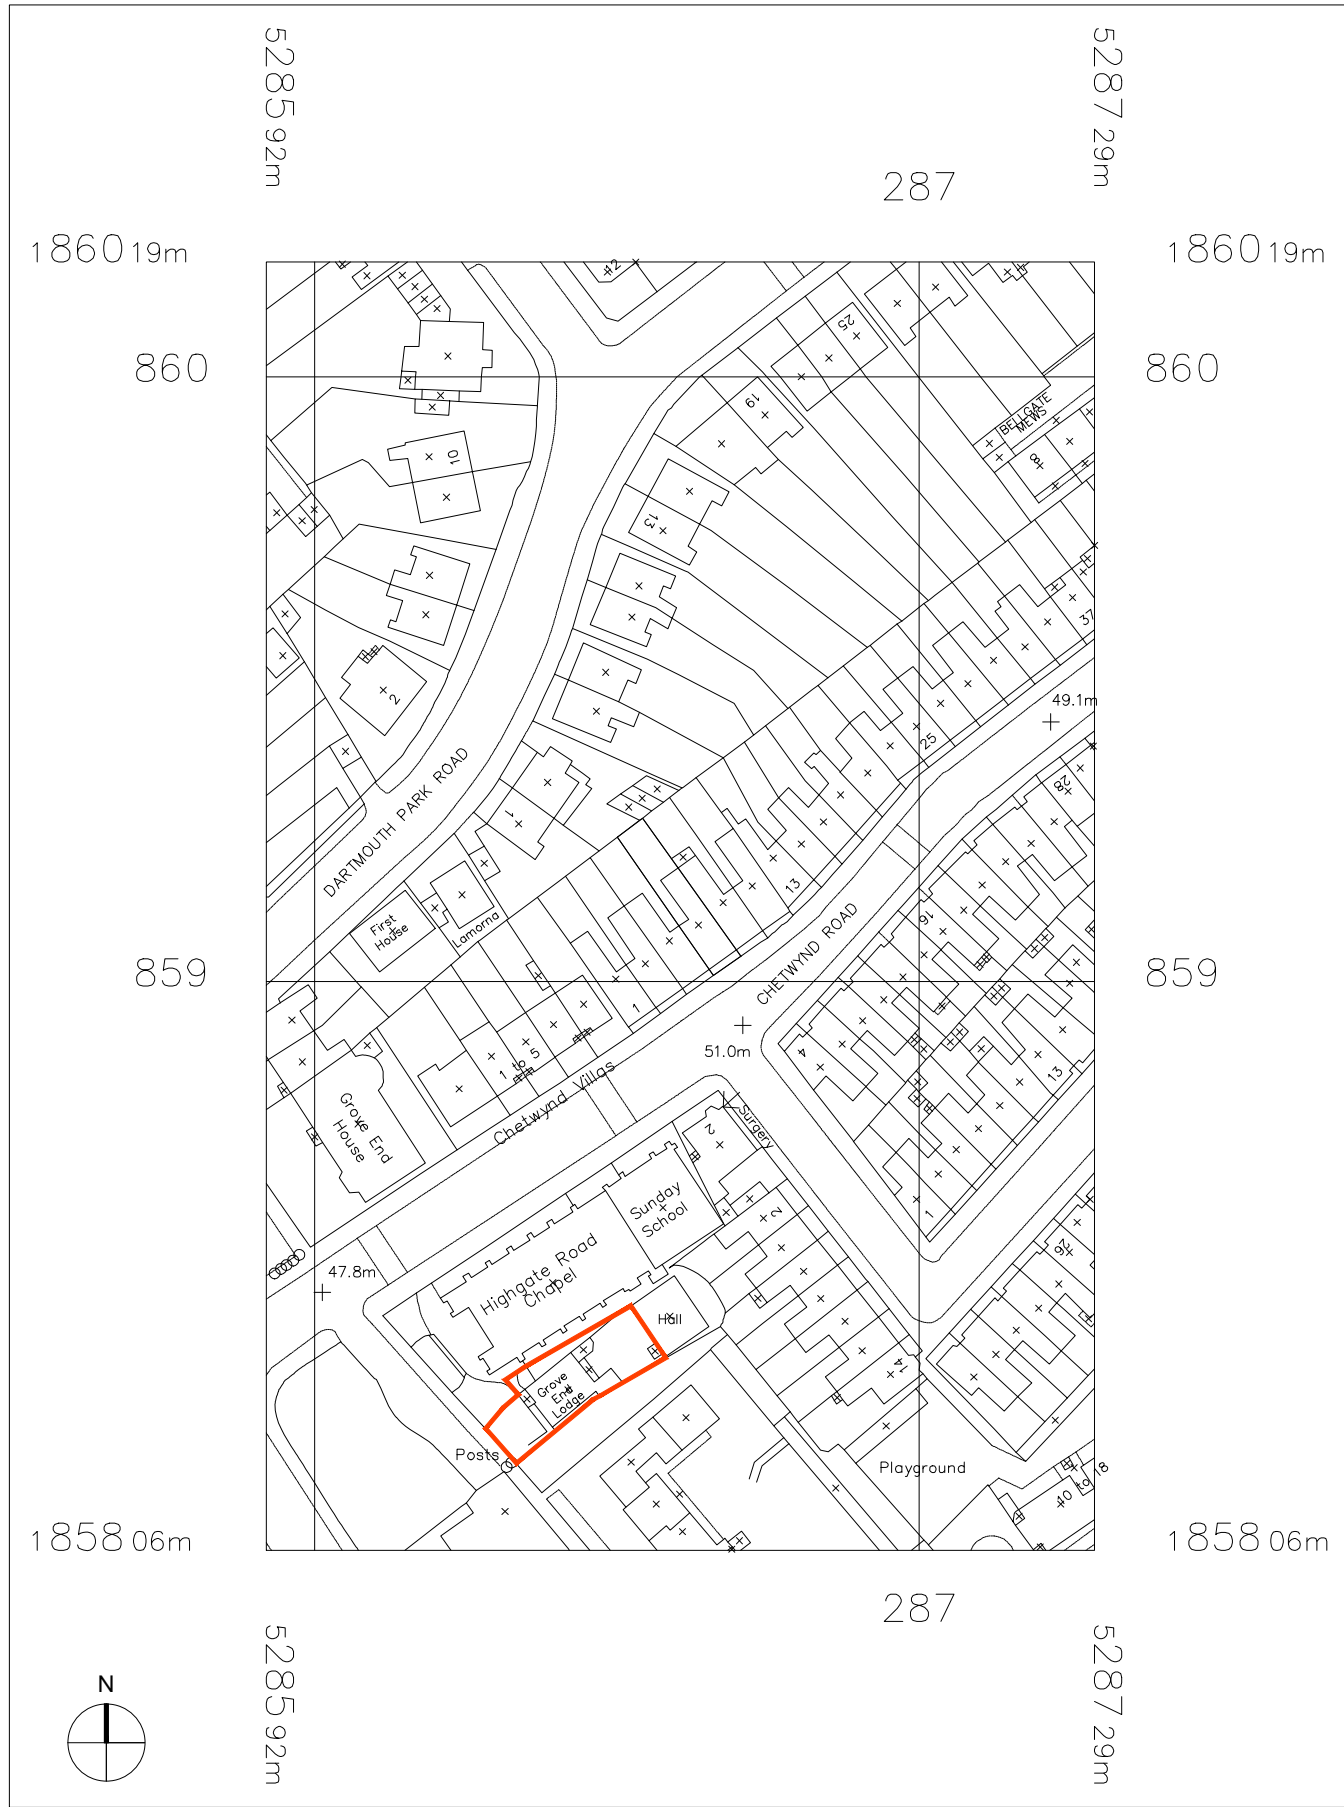 528592m
528729m
287
186019m
186019m
12
25
860
860
19
BELLGATE
MEWS
10
8
13
37
2
49.1m
25
DARTMOUTH PARK ROAD
28
1
13
First
House
Lamorna
16
CHETWYND ROAD
859
859
1
51.0m
4
1 to 5
13
Chetwynd Villas
Grove End
House
2
Surgery
Sunday
School
2
1
26
Highgate Road
Chapel
47.8m
Hall
14
Grove
End
Lodge
Posts
Playground
10 to 18
185806m
185806m
287
528592m
528729m
N